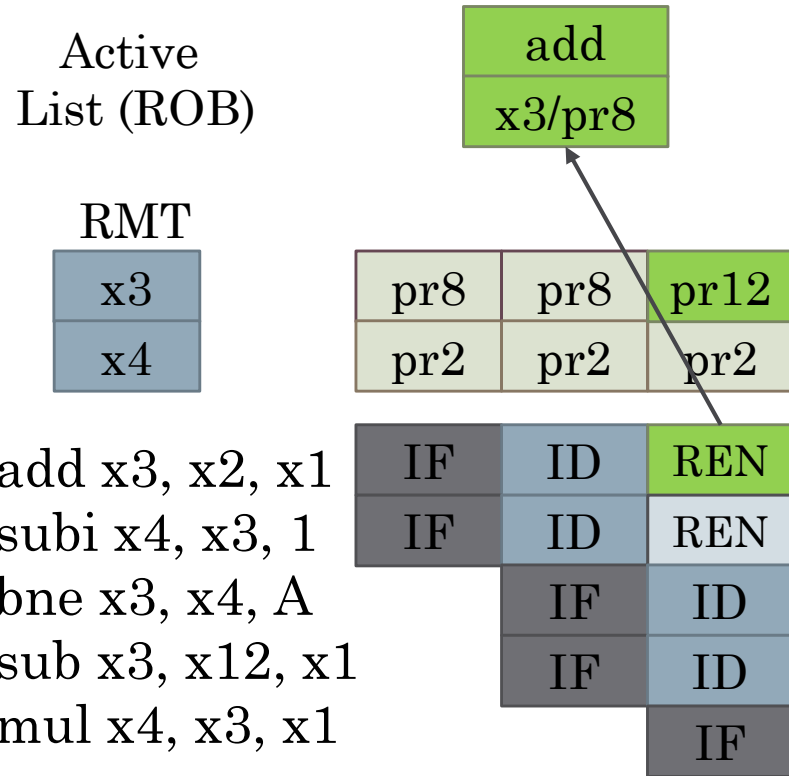 Active
List (ROB)
add
x3/pr8
RMT
x3 pr8 pr8 pr12
x4 pr2 pr2 pr2
add x3, x2, x1 IF ID REN
subi x4, x3, 1 IF ID REN
bne x3, x4, A IF ID
sub x3, x12, x1 IF ID
mul x4, x3, x1 IF